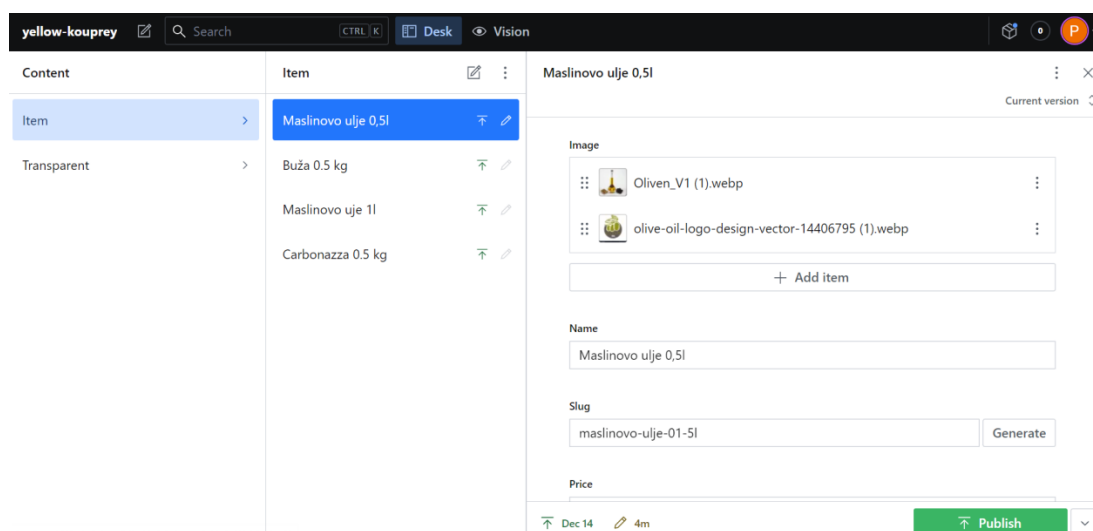 yellow-kouprey Search CTRL K Desk Vision 0 P
Content
Item
Transparent
Item
Maslinovo ulje 0,5l
Buža 0.5 kg
Maslinovo uje 1l
Carbonazza 0.5 kg
Maslinovo ulje 0,5l
Current version
Image
Oliven_V1 (1).webp
olive-oil-logo-design-vector-14406795 (1).webp
+ Add item
Name
Maslinovo ulje 0,5l
Slug
maslinovo-ulje-01-5l
Generate
Price
Dec 14 4m Publish